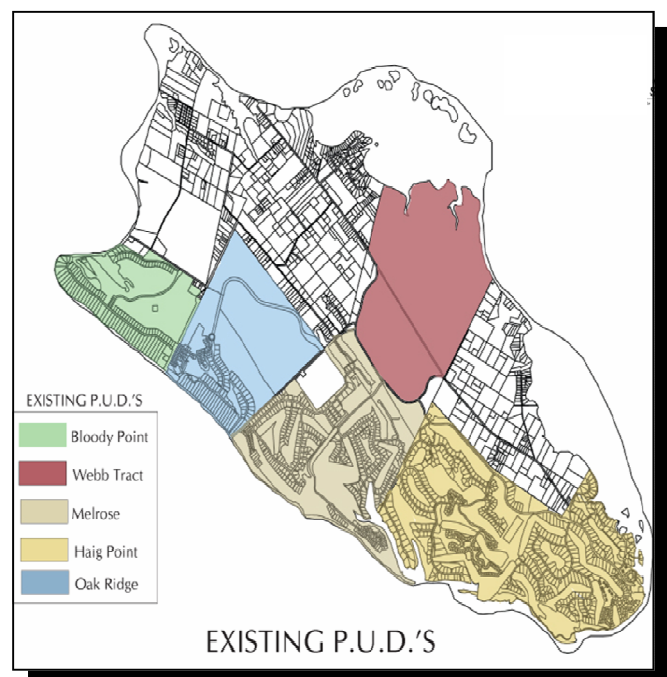 EXISTING P.U.D.'S
Bloody Point
Webb Tract
Melrose
Haig Point
Oak Ridge
EXISTING P.U.D.'S